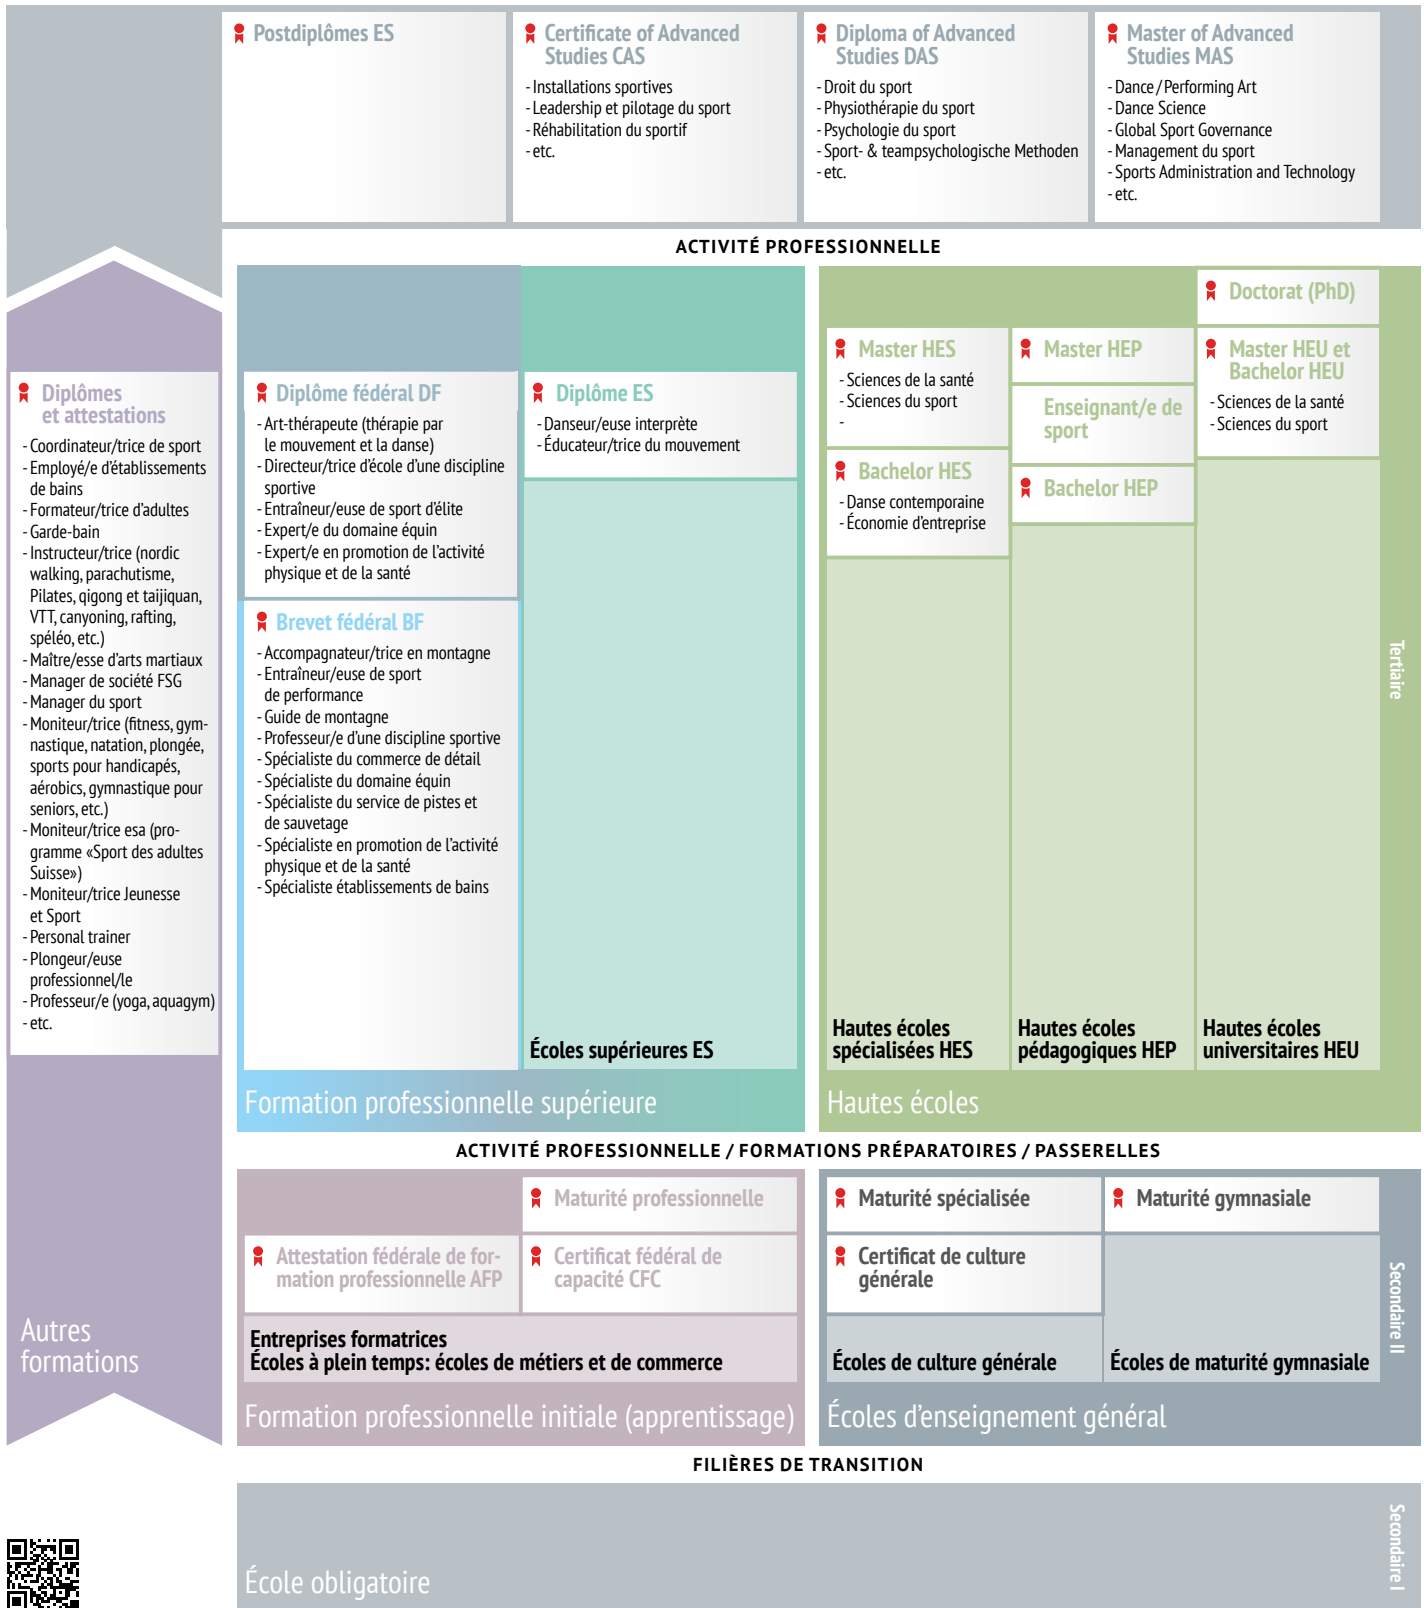 Postdiplômes ES
Certificate of Advanced
Studies CAS
- Installations sportives
- Leadership et pilotage du sport
- Réhabilitation du sportif
- etc.
Diploma of Advanced
Studies DAS
- Droit du sport
- Physiothérapie du sport
- Psychologie du sport
- Sport- & teampsychologische Methoden
- etc.
Master of Advanced
Studies MAS
- Dance / Performing Art
- Dance Science
- Global Sport Governance
- Management du sport
- Sports Administration and Technology
- etc.
ACTIVITÉ PROFESSIONNELLE
Diplômes
et attestations
- Coordinateur/trice de sport
- Employé/e d’établissements
de bains
- Formateur/trice d’adultes
- Garde-bain
- Instructeur/trice (nordic
walking, parachutisme,
Pilates, qigong et taijiquan,
VTT, canyoning, rafting,
spéléo, etc.)
- Maître/esse d’arts martiaux
- Manager de société FSG
- Manager du sport
- Moniteur/trice (fitness, gym-
nastique, natation, plongée,
sports pour handicapés,
aérobics, gymnastique pour
seniors, etc.)
- Moniteur/trice esa (pro-
gramme «Sport des adultes
Suisse»)
- Moniteur/trice Jeunesse
et Sport
- Personal trainer
- Plongeur/euse
professionnel/le
- Professeur/e (yoga, aquagym)
- etc.
Autres
formations
Diplôme fédéral DF
- Art-thérapeute (thérapie par
le mouvement et la danse)
- Directeur/trice d’école d’une discipline
sportive
- Entraîneur/euse de sport d’élite
- Expert/e du domaine équin
- Expert/e en promotion de l’activité
physique et de la santé
Brevet fédéral BF
- Accompagnateur/trice en montagne
- Entraîneur/euse de sport
de performance
- Guide de montagne
- Professeur/e d’une discipline sportive
- Spécialiste du commerce de détail
- Spécialiste du domaine équin
- Spécialiste du service de pistes et
de sauvetage
- Spécialiste en promotion de l’activité
physique et de la santé
- Spécialiste établissements de bains
Diplôme ES
- Danseur/euse interprète
- Éducateur/trice du mouvement
Écoles supérieures ES
Formation professionnelle supérieure
Master HES
- Sciences de la santé
- Sciences du sport
-
Bachelor HES
- Danse contemporaine
- Économie d’entreprise
Hautes écoles
spécialisées HES
Master HEP
Enseignant/e de
sport
Bachelor HEP
Hautes écoles
pédagogiques HEP
Doctorat (PhD)
Master HEU et
Bachelor HEU
- Sciences de la santé
- Sciences du sport
Hautes écoles
universitaires HEU
Hautes écoles
Tertiaire
ACTIVITÉ PROFESSIONNELLE / FORMATIONS PRÉPARATOIRES / PASSERELLES
Attestation fédérale de for-
mation professionnelle AFP
Maturité professionnelle
Certificat fédéral de
capacité CFC
Entreprises formatrices
Écoles à plein temps: écoles de métiers et de commerce
Formation professionnelle initiale (apprentissage)
Maturité spécialisée
Certificat de culture
générale
Écoles de culture générale
Maturité gymnasiale
Écoles de maturité gymnasiale
Écoles d’enseignement général
Secondaire II
FILIÈRES DE TRANSITION
École obligatoire
Secondaire I